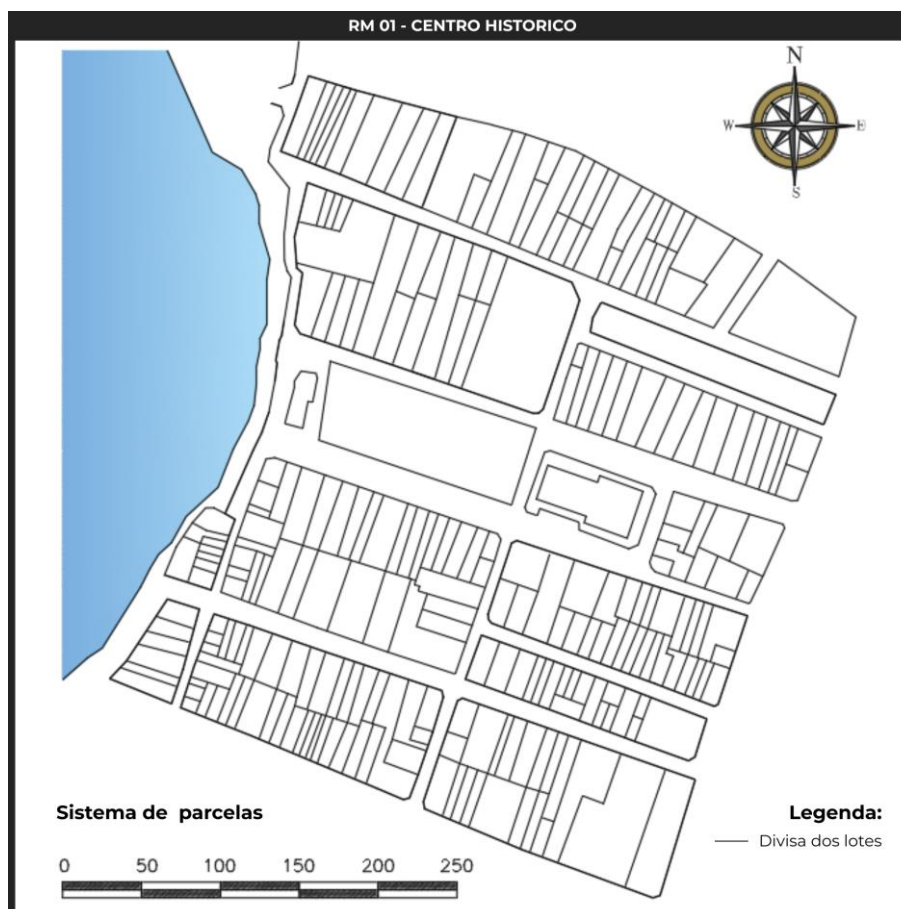 RM 01 - CENTRO HISTORICO
N
W
E
S
Sistema de parcelas
Legenda:
Divisa dos lotes
0 50 100 150 200 250